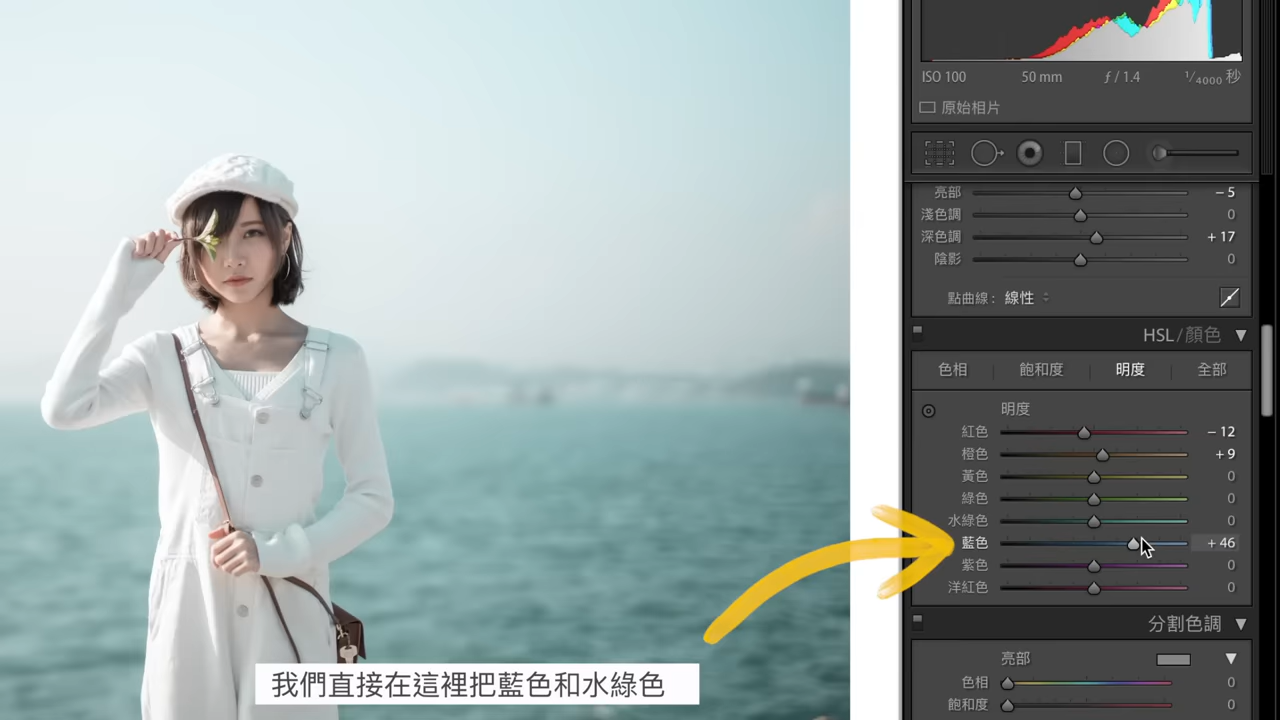 ISO 100 50 mm ƒ / 1.4 1/4000 秒
原始相片
亮部 – 5
淺色調 0
深色調 + 17
陰影 0
點曲線 : 線性
HSL / 顏色
色相 飽和度 明度 全部
明度
紅色 – 12
橙色 + 9
黃色 0
綠色 0
水綠色 0
藍色 + 46
紫色 0
洋紅色 0
分割色調
亮部
色相 0
飽和度 0
我們直接在這裡把藍色和水綠色